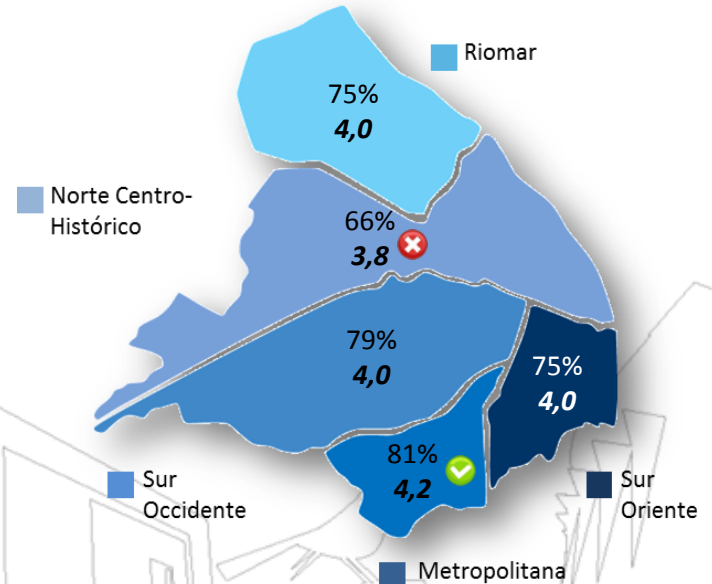 Riomar
75%
4,0
Norte Centro-
Histórico
66%
3,8
79%
4,0
75%
4,0
81%
4,2
Sur
Occidente
Sur
Oriente
Metropolitana